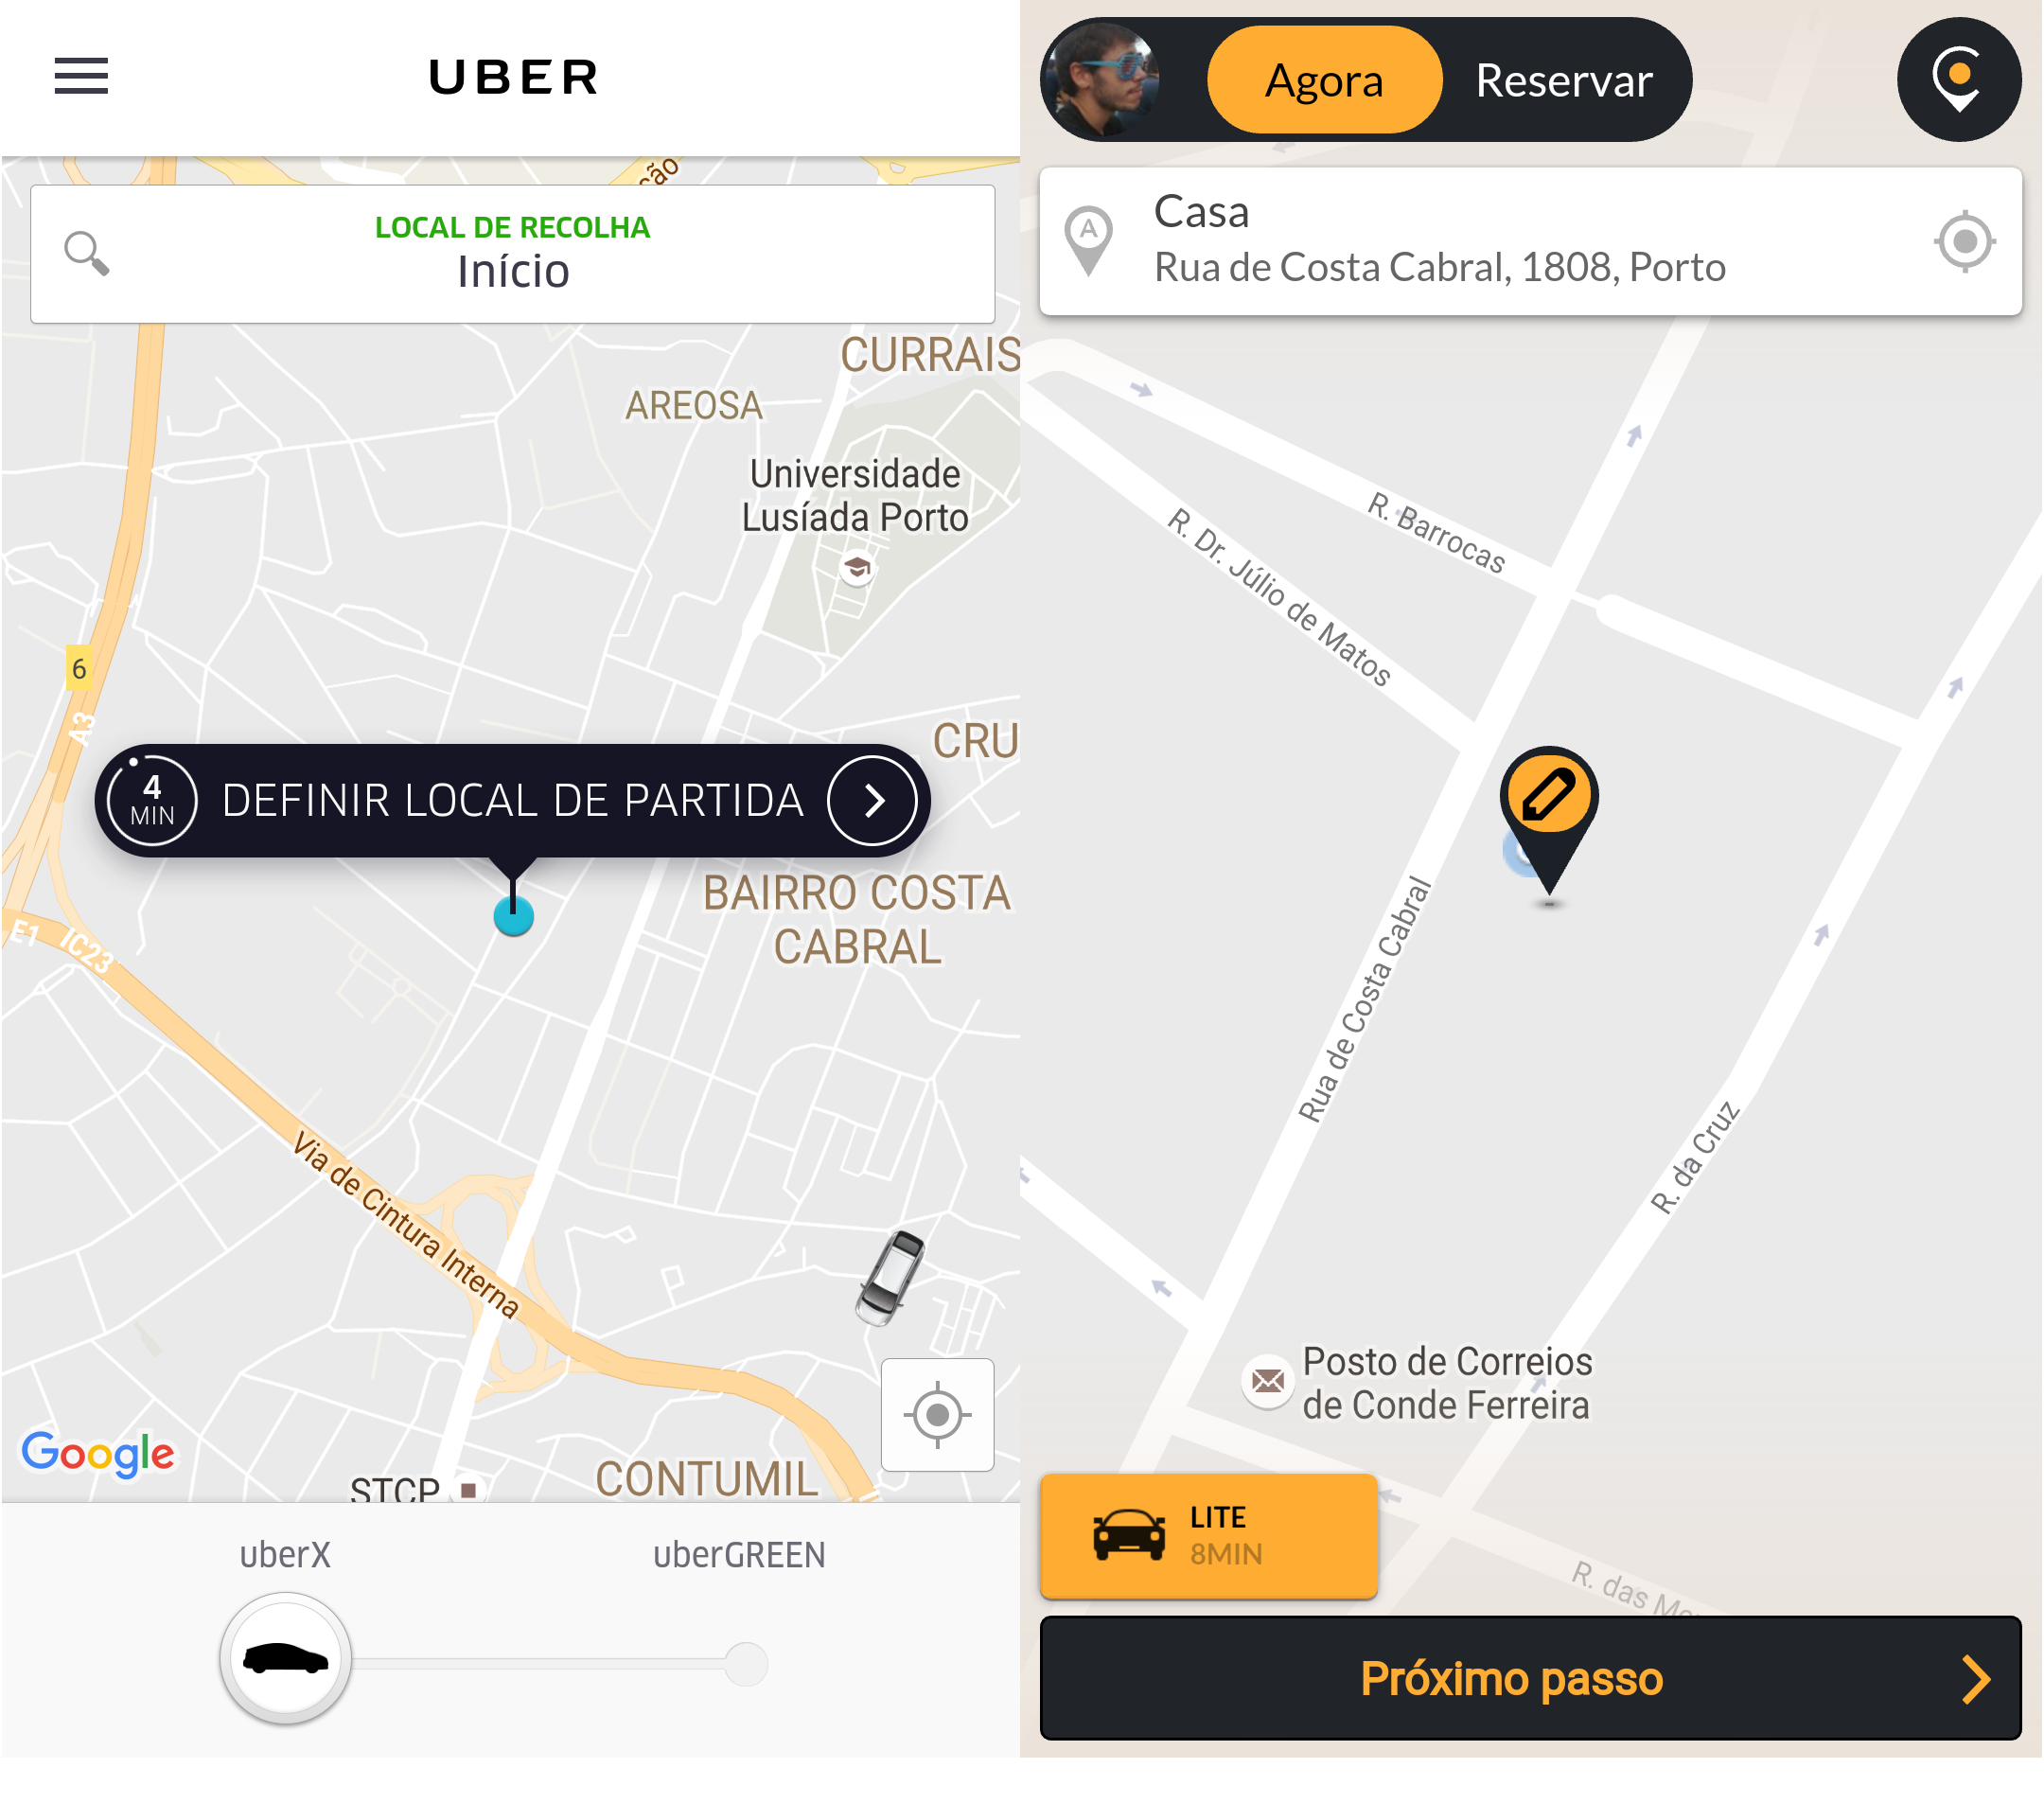 UBER
ção
LOCAL DE RECOLHA
Início
CURRAIS
AREOSA
Universidade
Lusíada Porto
6
A3
CRU
4
MIN
DEFINIR LOCAL DE PARTIDA
BAIRRO COSTA
CABRAL
E1
IC23
Via de Cintura Interna
Google
STCP
CONTUMIL
uberX
uberGREEN
Agora
Reservar
A
Casa
Rua de Costa Cabral, 1808, Porto
R. Barrocas
R. Dr. Júlio de Matos
Rua de Costa Cabral
R. da Cruz
Posto de Correios
de Conde Ferreira
LITE
8MIN
R. das
Próximo passo